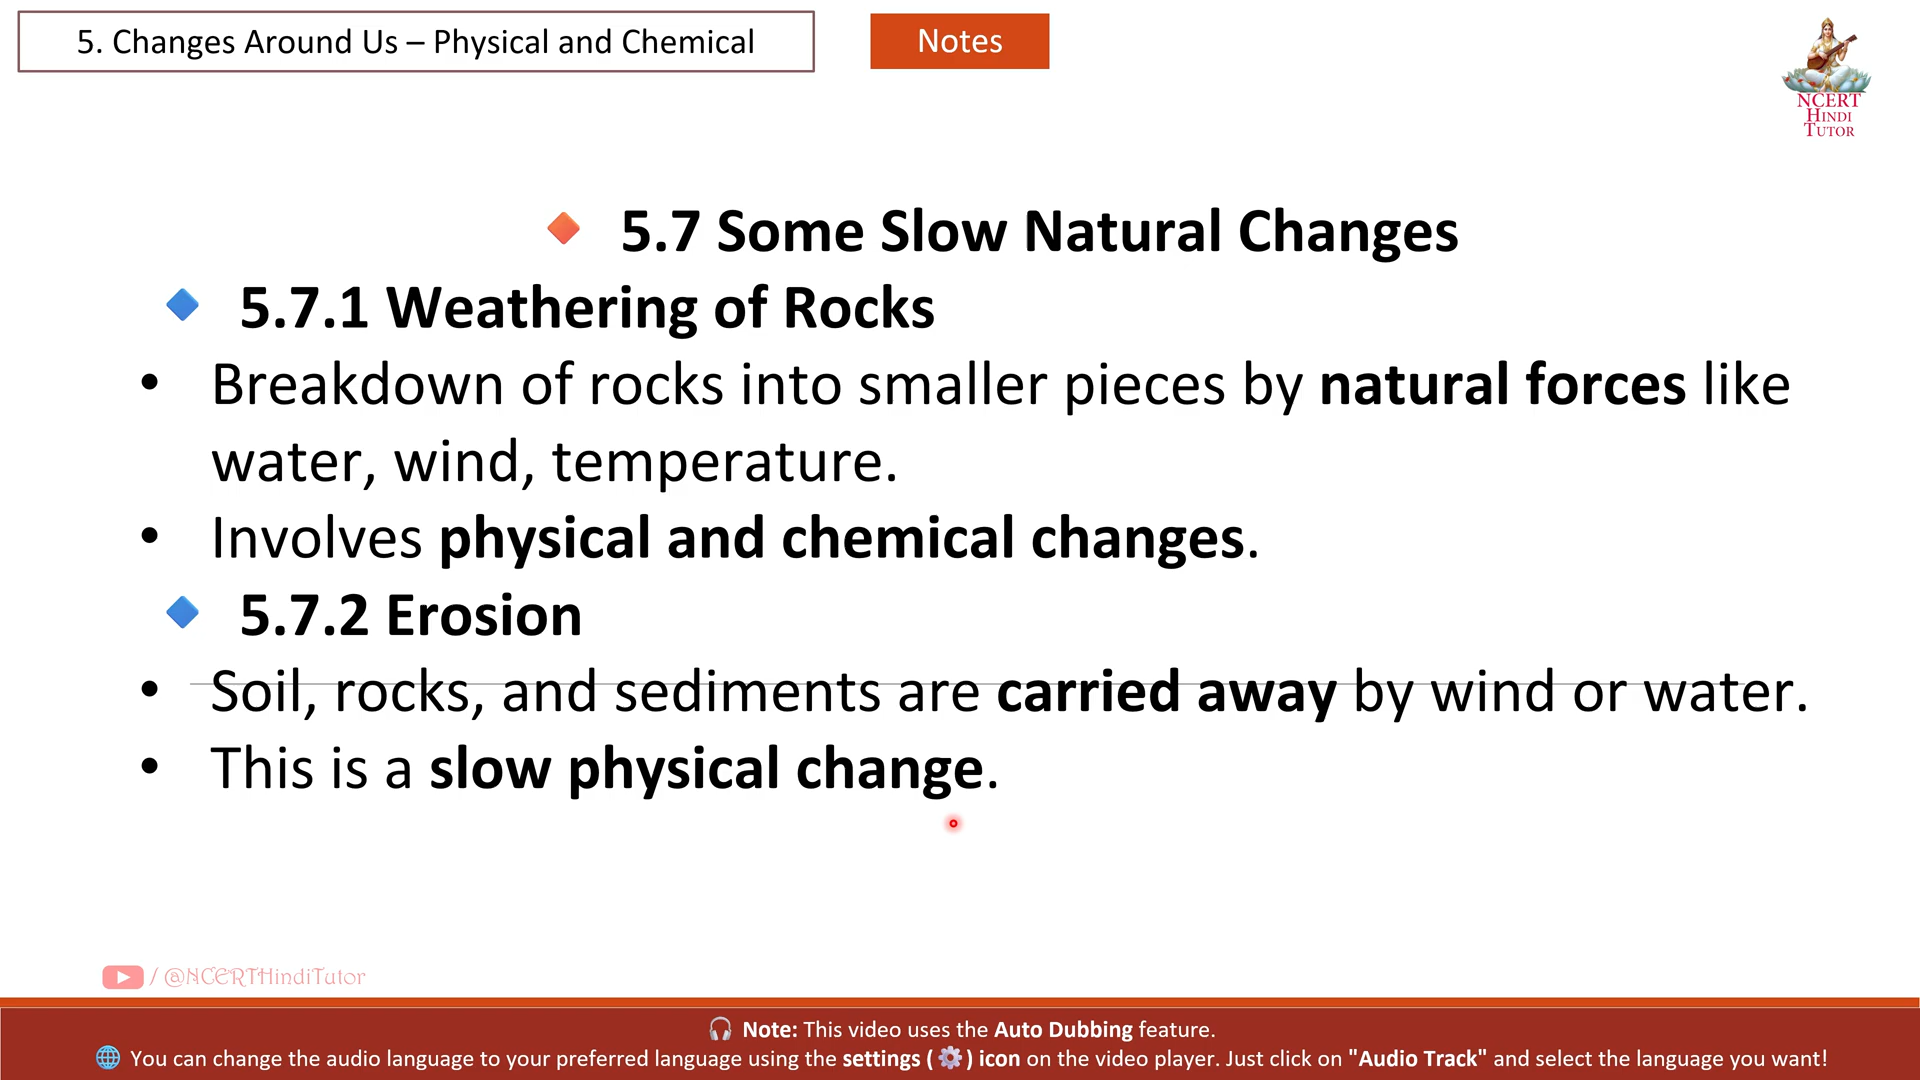 5. Changes Around Us – Physical and Chemical
Notes
NCERT
HINDI
TUTOR
5.7 Some Slow Natural Changes
5.7.1 Weathering of Rocks
• Breakdown of rocks into smaller pieces by natural forces like
water, wind, temperature.
• Involves physical and chemical changes.
5.7.2 Erosion
• Soil, rocks, and sediments are carried away by wind or water.
• This is a slow physical change.
/ @NCERTHindiTutor
Note: This video uses the Auto Dubbing feature.
You can change the audio language to your preferred language using the settings ( ⚙️ ) icon on the video player. Just click on "Audio Track" and select the language you want!